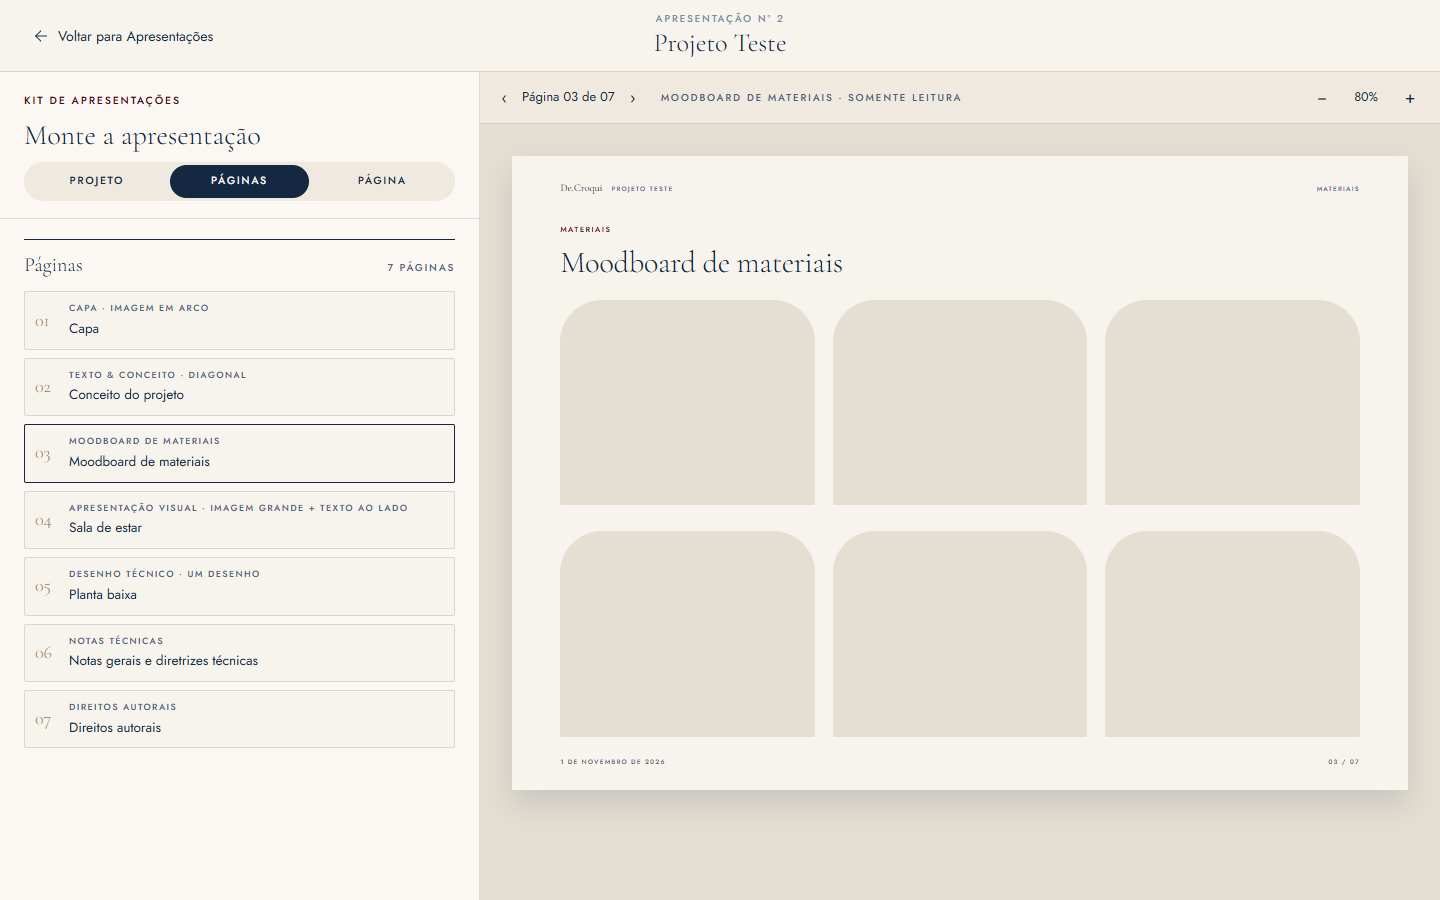 Voltar para Apresentações
APRESENTAÇÃO Nº 2
Projeto Teste
KIT DE APRESENTAÇÕES
Monte a apresentação
PROJETO
PÁGINAS
PÁGINA
Páginas
7 PÁGINAS
01
CAPA · IMAGEM EM ARCO
Capa
02
TEXTO & CONCEITO · DIAGONAL
Conceito do projeto
03
MOODBOARD DE MATERIAIS
Moodboard de materiais
04
APRESENTAÇÃO VISUAL · IMAGEM GRANDE + TEXTO AO LADO
Sala de estar
05
DESENHO TÉCNICO · UM DESENHO
Planta baixa
06
NOTAS TÉCNICAS
Notas gerais e diretrizes técnicas
07
DIREITOS AUTORAIS
Direitos autorais
‹ Página 03 de 07 ›
MOODBOARD DE MATERIAIS · SOMENTE LEITURA
− 80% +
De.Croqui PROJETO TESTE
MATERIAIS
MATERIAIS
Moodboard de materiais
1 DE NOVEMBRO DE 2026
03 / 07